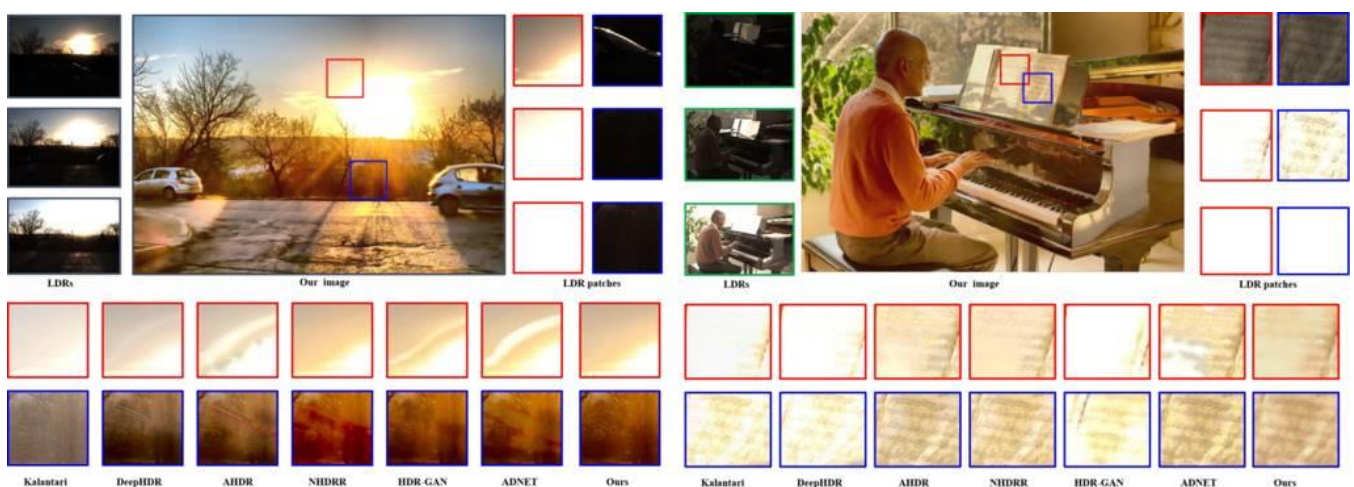 LDRs Our image LDR patches
LDRs Our image LDR patches
Kalantari DeepHDR AHDR NHDRR HDR-GAN ADNET Ours
Kalantari DeepHDR AHDR NHDRR HDR-GAN ADNET Ours